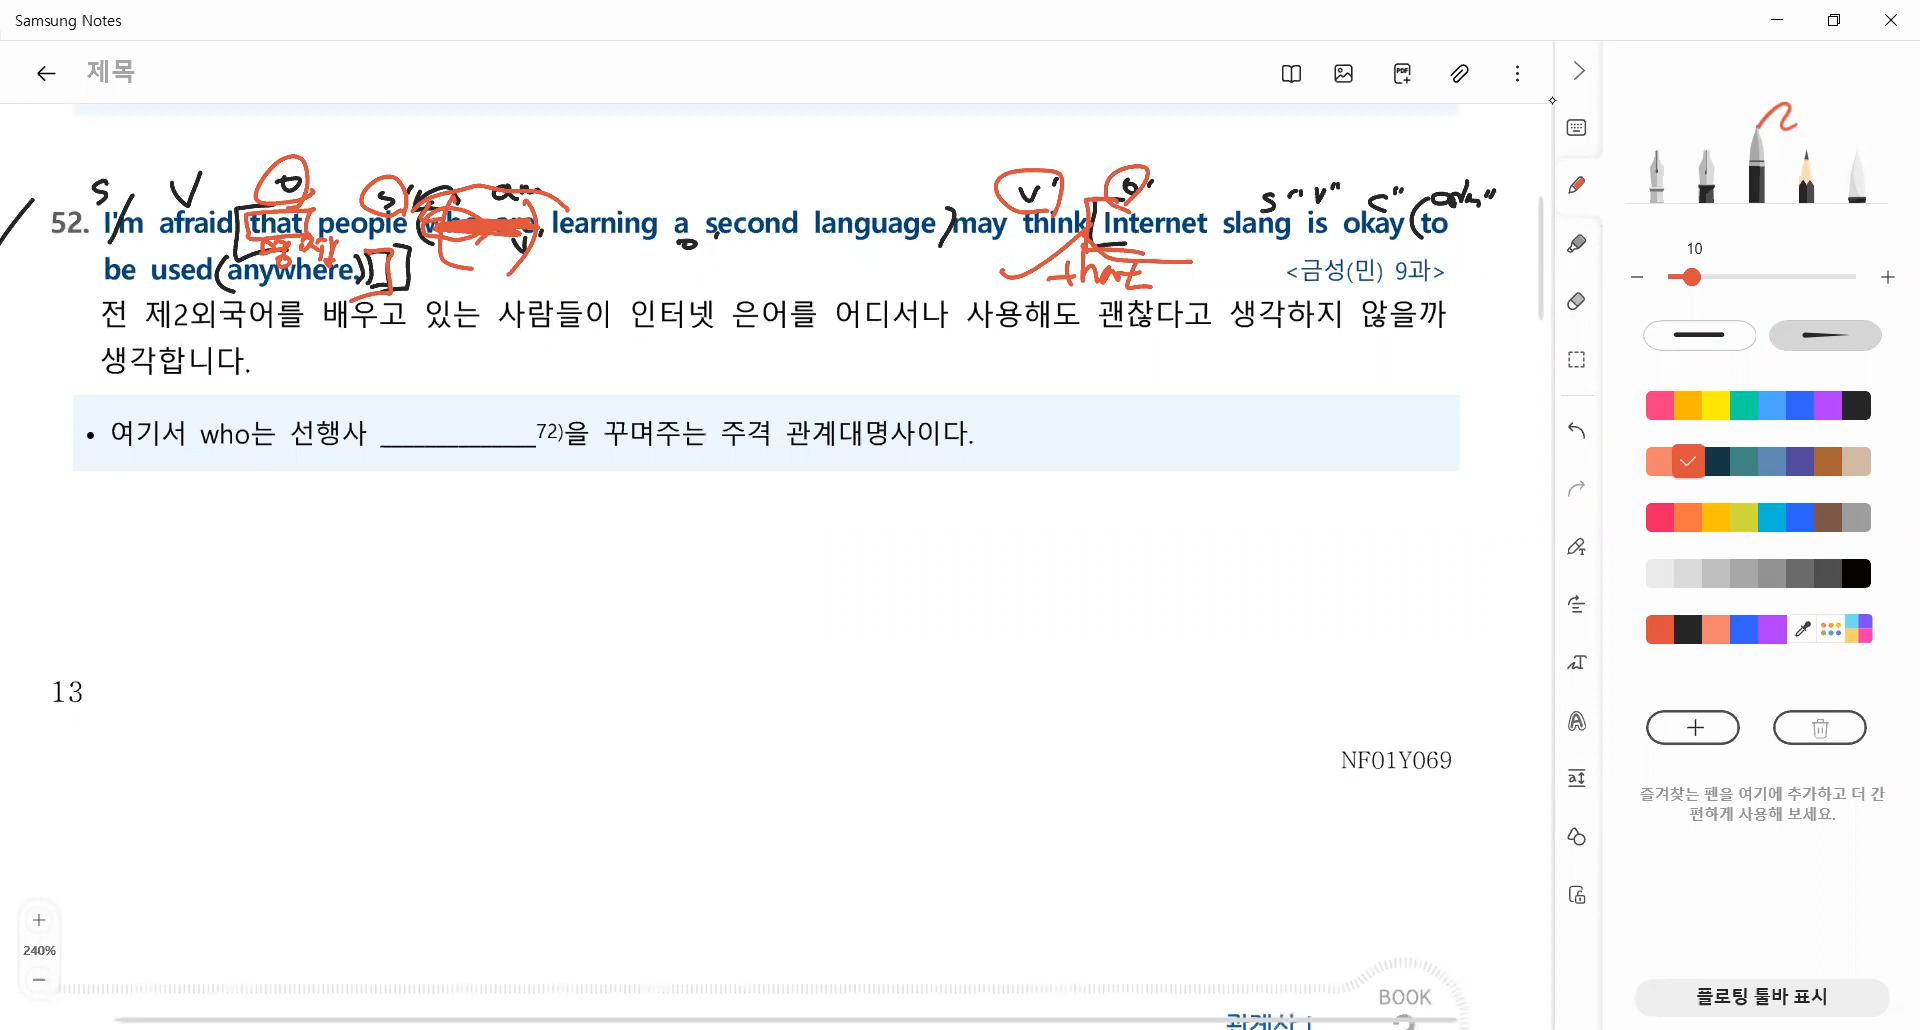 Samsung Notes
제목
52. I'm afraid that people who are learning a second language may think Internet slang is okay (to
be used anywhere.
that
<금성(민) 9과>
전 제2외국어를 배우고 있는 사람들이 인터넷 은어를 어디서나 사용해도 괜찮다고 생각하지 않을까
생각합니다.
• 여기서 who는 선행사 ____________72)을 꾸며주는 주격 관계대명사이다.
13
NF01Y069
BOOK
240%
10
즐겨찾는 펜을 여기에 추가하고 더 간
편하게 사용해 보세요.
플로팅 툴바 표시